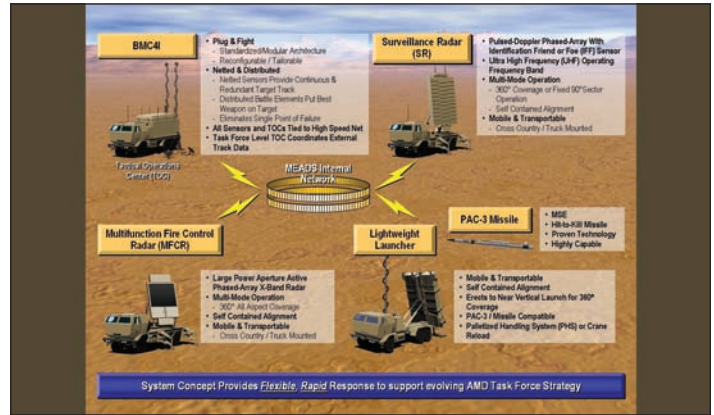 BMC4I
• Plug & Fight
- Standardized/Modular Architecture
- Reconfigurable / Tailorable
• Netted & Distributed
- Netted Sensors Provide Continuous &
Redundant Target Track
- Distributed Battle Elements Put Best
Weapon on Target
- Eliminates Single Point of Failure
• All Sensors and TOCs Tied to High Speed Net
• Task Force Level TOC Coordinates External
Track Data
Tactical Operations
Center (TOC)
Surveillance Radar
(SR)
• Pulsed-Doppler Phased-Array With
Identification Friend or Foe (IFF) Sensor
• Ultra High Frequency (UHF) Operating
Frequency Band
• Multi-Mode Operation
- 360° Coverage or Fixed 90° Sector
Operation
- Self Contained Alignment
• Mobile & Transportable
- Cross Country / Truck Mounted
MEADS Internal
Network
Multifunction Fire Control
Radar (MFCR)
• Large Power Aperture Active
Phased-Array X-Band Radar
• Multi-Mode Operation
- 360° All Aspect Coverage
• Self Contained Alignment
• Mobile & Transportable
- Cross Country / Truck Mounted
Lightweight
Launcher
• Mobile & Transportable
• Self Contained Alignment
• Erects to Near Vertical Launch for 360°
Coverage
• PAC-3 / Missile Compatible
• Palletized Handling System (PHS) or Crane
Reload
PAC-3 Missile
• MSE
• Hit-to-Kill Missile
• Proven Technology
• Highly Capable
System Concept Provides Flexible, Rapid Response to support evolving AMD Task Force Strategy